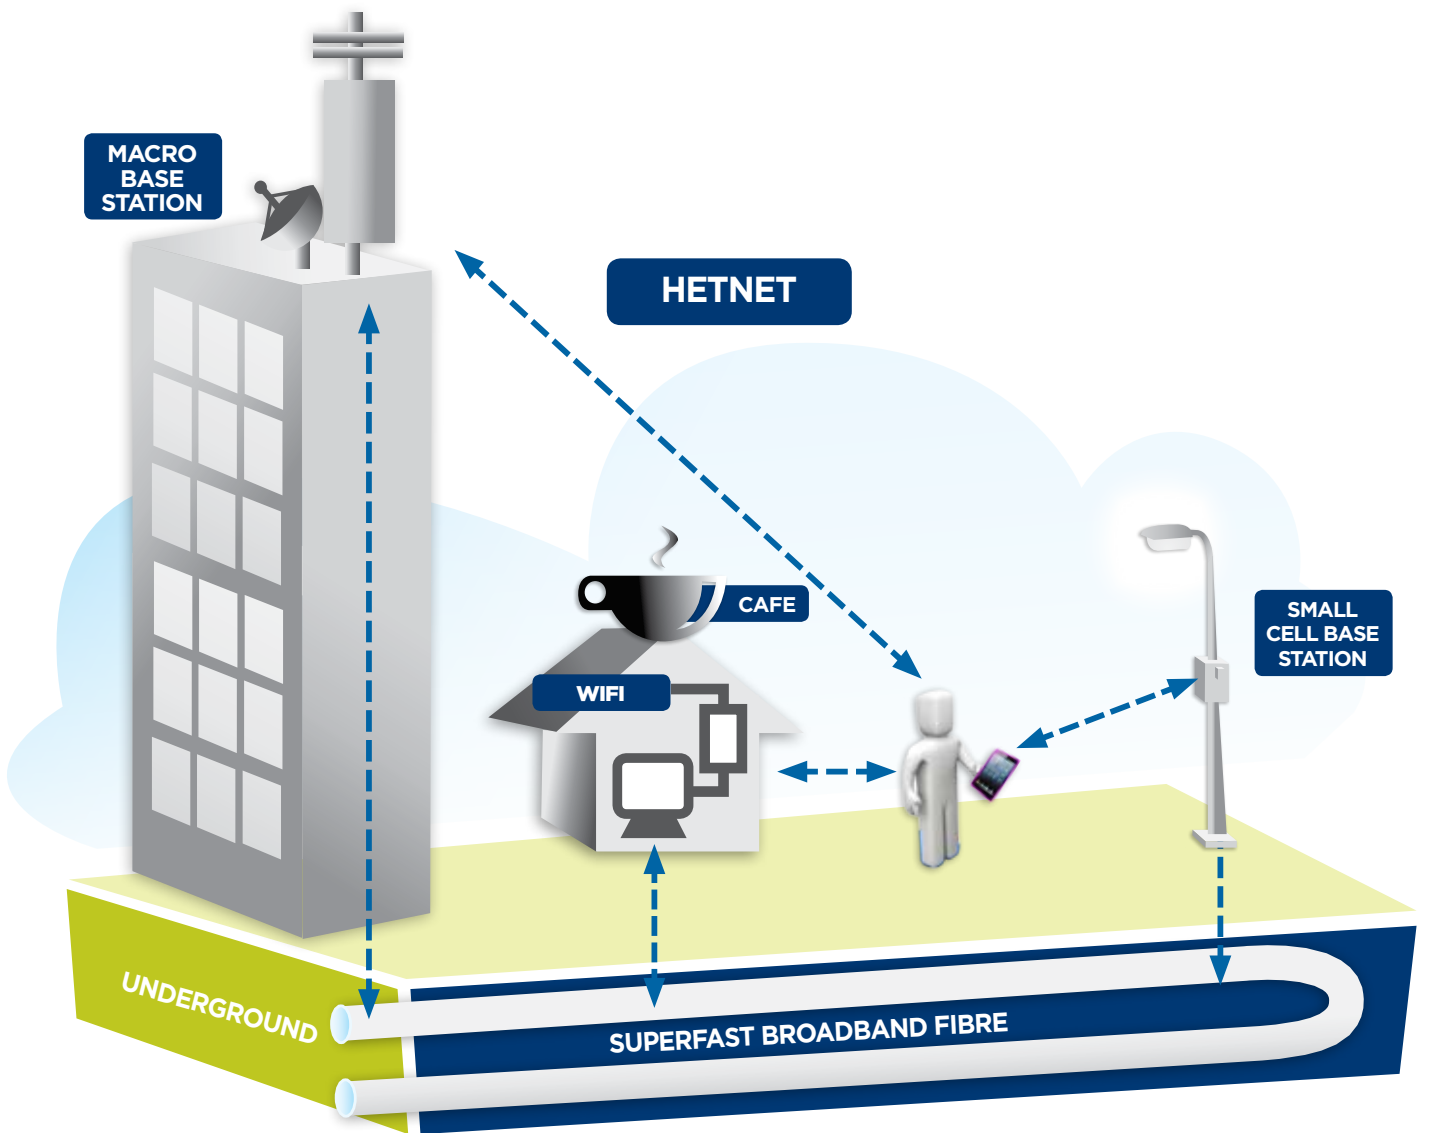 MACRO
BASE
STATION
HETNET
CAFE
SMALL
CELL BASE
STATION
WIFI
UNDERGROUND
SUPERFAST BROADBAND FIBRE